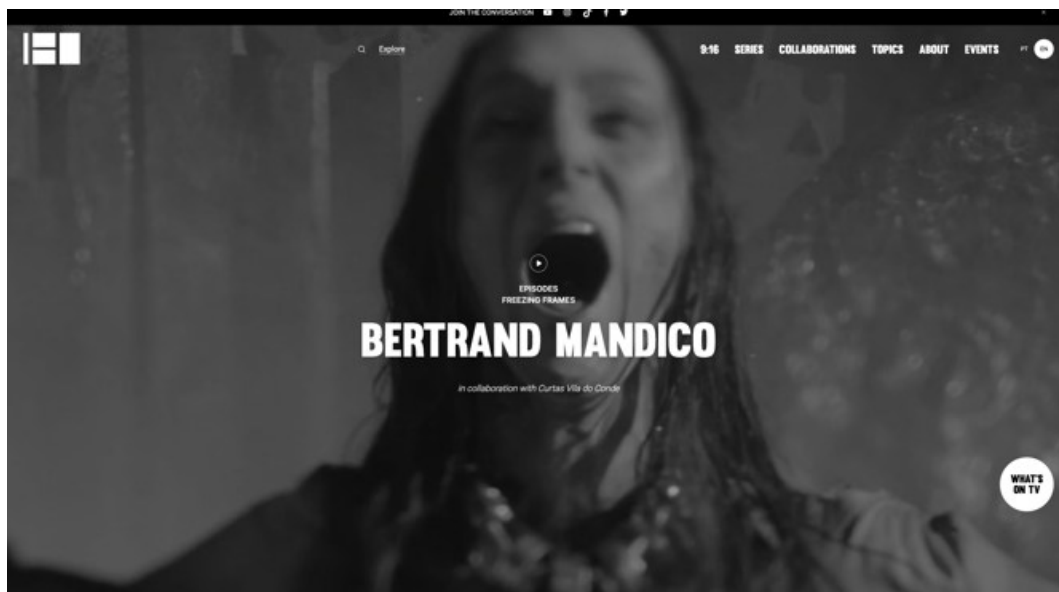 JOIN THE CONVERSATION
Explore
9:16 SERIES COLLABORATIONS TOPICS ABOUT EVENTS PT EN
EPISODES
FREEZING FRAMES
BERTRAND MANDICO
in collaboration with Curtas Vila do Conde
WHAT'S
ON TV